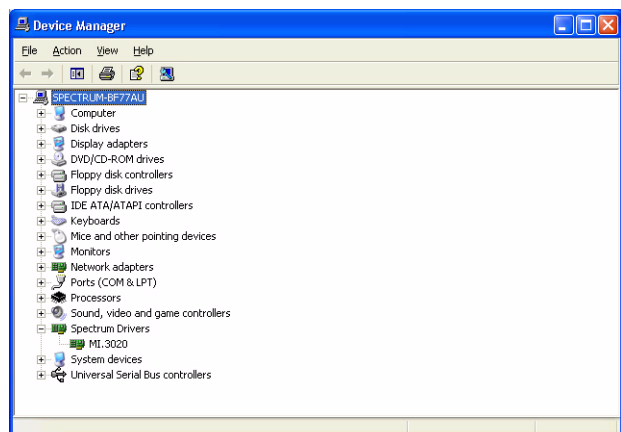 Device Manager
File Action View Help
SPECTRUM-BF77AU
Computer
Disk drives
Display adapters
DVD/CD-ROM drives
Floppy disk controllers
Floppy disk drives
IDE ATA/ATAPI controllers
Keyboards
Mice and other pointing devices
Monitors
Network adapters
Ports (COM & LPT)
Processors
Sound, video and game controllers
Spectrum Drivers
MI.3020
System devices
Universal Serial Bus controllers